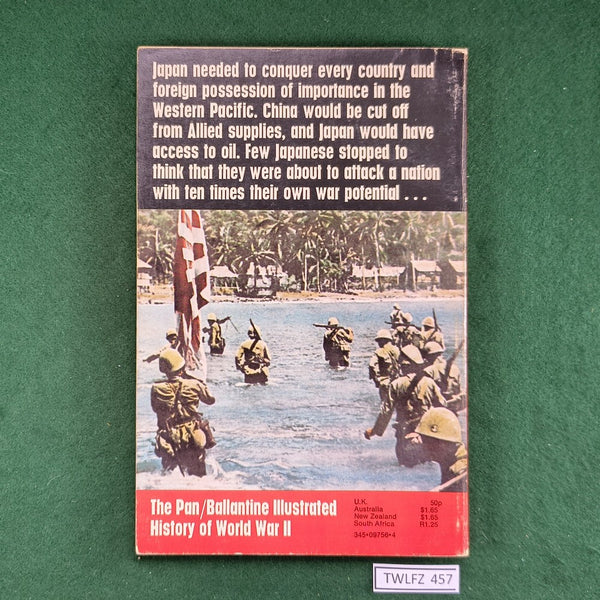 Japan needed to conquer every country and
foreign possession of importance in the
Western Pacific. China would be cut off
from Allied supplies, and Japan would have
access to oil. Few Japanese stopped to
think that they were about to attack a nation
with ten times their own war potential . . .
The Pan/Ballantine Illustrated
History of World War II
U.K. 50p
Australia $1.65
New Zealand $1.65
South Africa R1.25
345•09756•4
TWLFZ 457